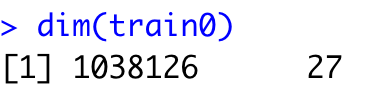 > dim(train0)
[1] 1038126 27